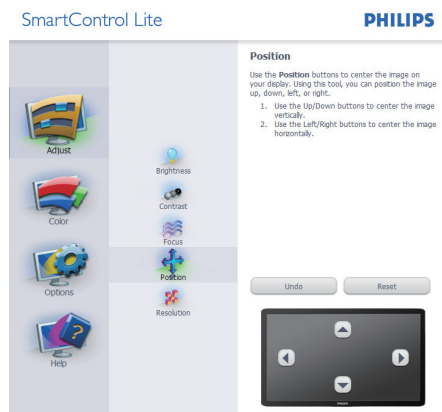 SmartControl Lite
PHILIPS
Adjust
Color
Options
Help
Brightness
Contrast
Focus
Position
Resolution
Position
Use the Position buttons to center the image on
your display. Using this tool, you can position the image
up, down, left, or right.
1. Use the Up/Down buttons to center the image
vertically.
2. Use the Left/Right buttons to center the image
horizontally.
Undo
Reset
PHILIPS